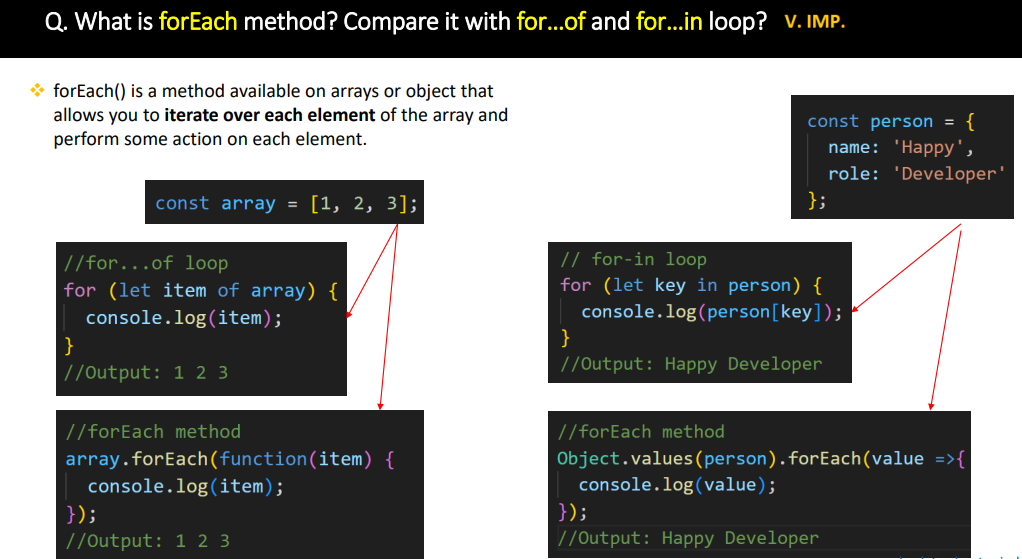 Q. What is forEach method? Compare it with for…of and for…in loop? V. IMP.
forEach() is a method available on arrays or object that
allows you to iterate over each element of the array and
perform some action on each element.
const array = [1, 2, 3];
//for...of loop
for (let item of array) {
console.log(item);
}
//Output: 1 2 3
//forEach method
array.forEach(function(item) {
console.log(item);
});
//Output: 1 2 3
const person = {
name: 'Happy',
role: 'Developer'
};
// for-in loop
for (let key in person) {
console.log(person[key]);
}
//Output: Happy Developer
//forEach method
Object.values(person).forEach(value =>{
console.log(value);
});
//Output: Happy Developer